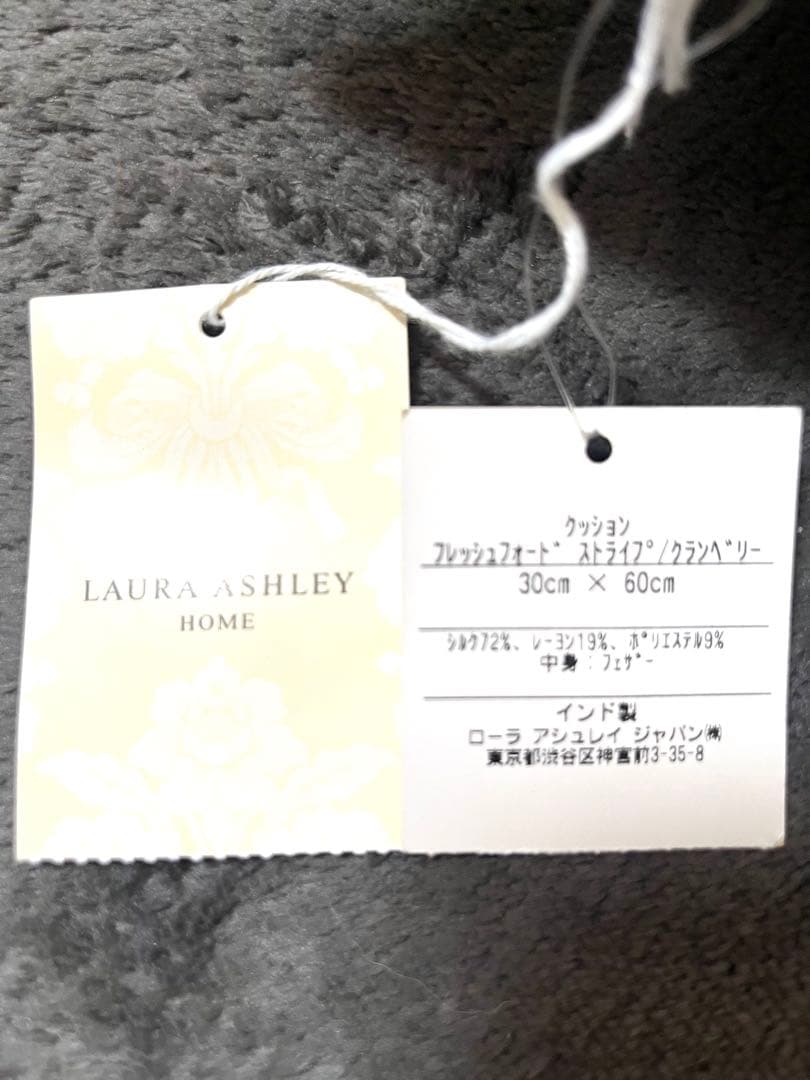 LAURA ASHLEY
HOME
クッション
フレッシュフォード ストライプ/クランベリー
30cm × 60cm
シルク72%、レーヨン19%、ポリエステル9%
中身:フェザー
インド製
ローラ アシュレイ ジャパン㈱
東京都渋谷区神宮前3-35-8